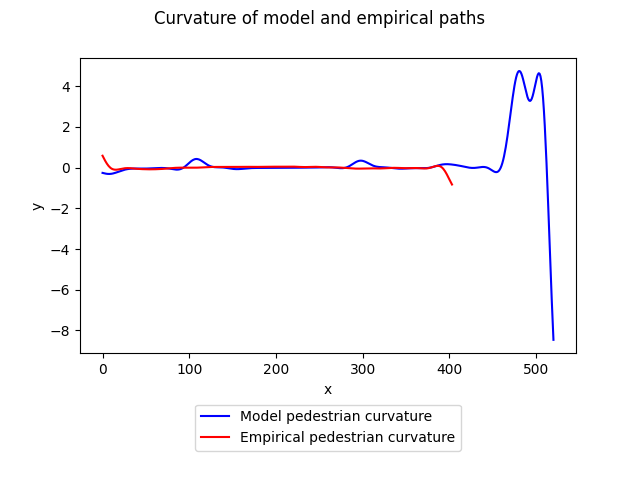 Curvature of model and empirical paths
4
2
0
−2
−4
−6
−8
y
0 100 200 300 400 500
x
Model pedestrian curvature
Empirical pedestrian curvature